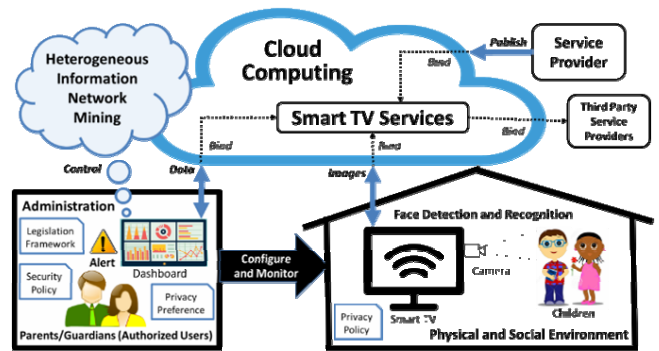 Heterogeneous
Information
Network
Mining
Cloud
Computing
Publish
Service
Provider
Bind
Smart TV Services
Third Party
Service
Providers
Bind
Bind
Bind
Control
Data
Images
Administration
Legislation
Framework
Alert
Dashboard
Security
Policy
Privacy
Preference
Parents/Guardians (Authorized Users)
Configure
and Monitor
Face Detection and Recognition
Camera
Smart TV
Children
Privacy
Policy
Physical and Social Environment